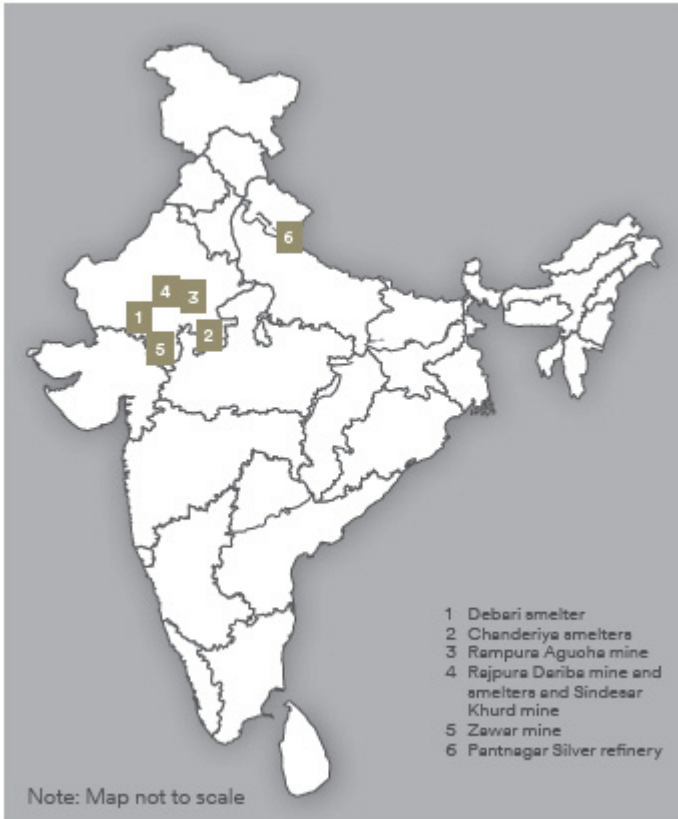 6
4
3
1
2
5
1 Debari smelter
2 Chanderiya smelters
3 Rampura Agucha mine
4 Rajpura Dariba mine and
smelters and Sindesar
Khurd mine
5 Zawar mine
6 Pantnagar Silver refinery
Note: Map not to scale